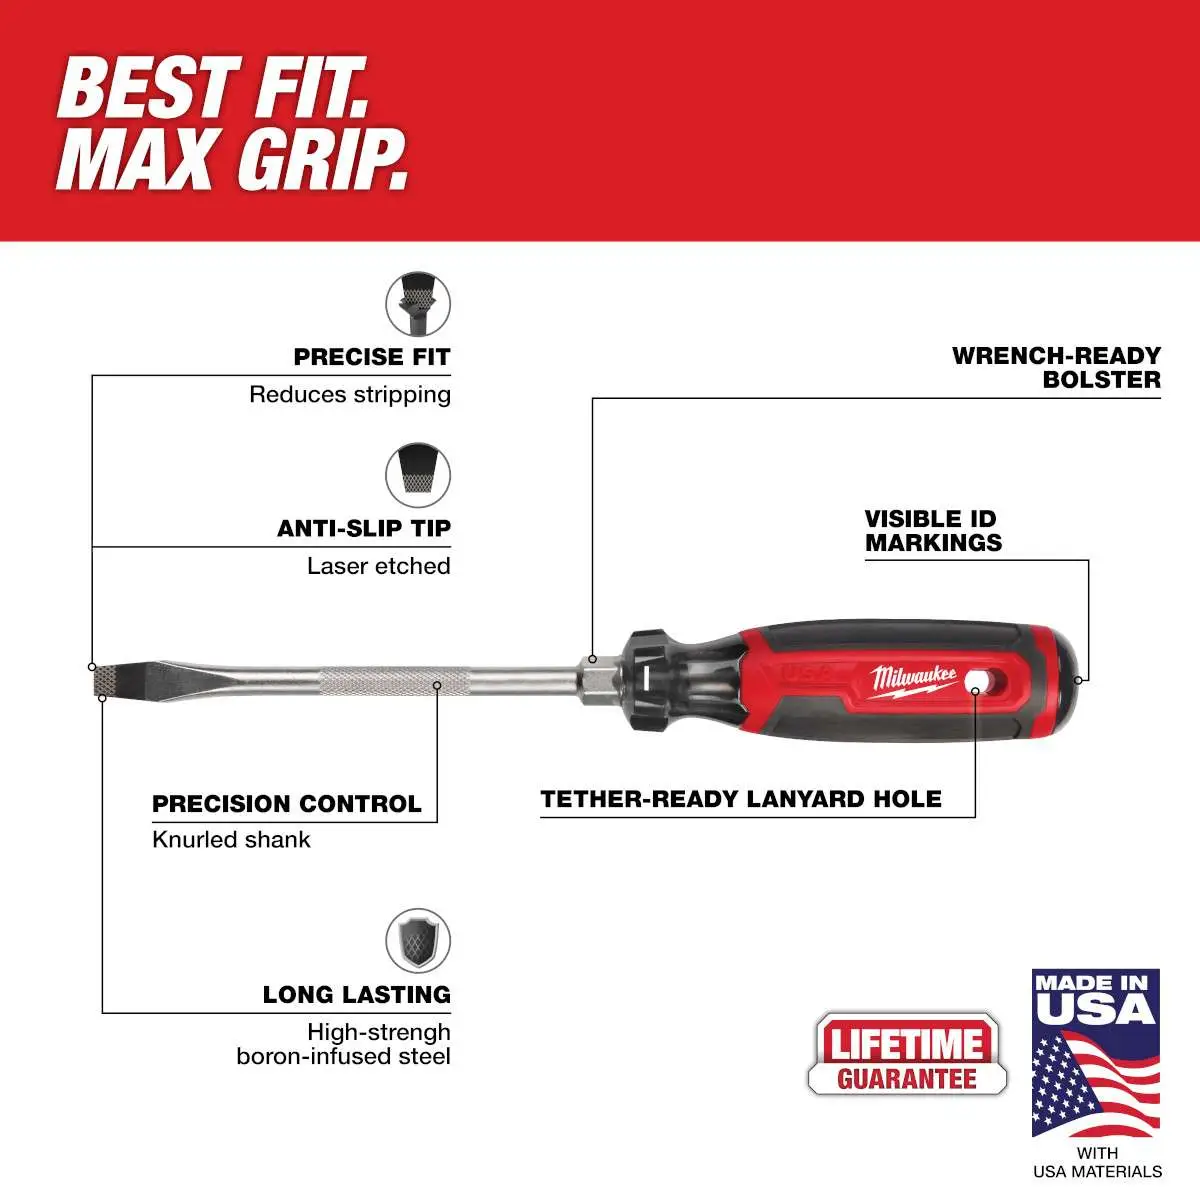 BEST FIT.
MAX GRIP.
PRECISE FIT
Reduces stripping
WRENCH-READY
BOLSTER
ANTI-SLIP TIP
Laser etched
VISIBLE ID
MARKINGS
USA
Milwaukee
PRECISION CONTROL
Knurled shank
TETHER-READY LANYARD HOLE
LONG LASTING
High-strengh
boron-infused steel
LIFETIME
GUARANTEE
MADE IN
USA
WITH
USA MATERIALS